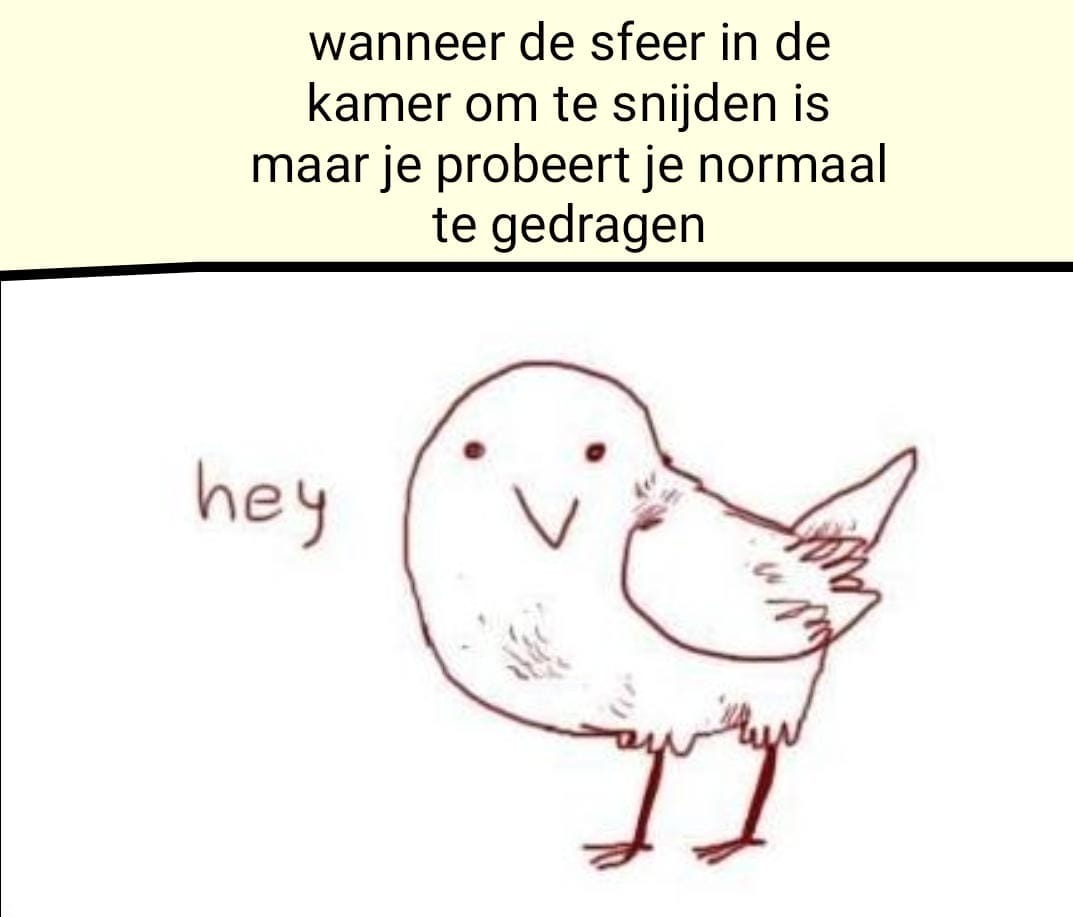 wanneer de sfeer in de
kamer om te snijden is
maar je probeert je normaal
te gedragen
hey